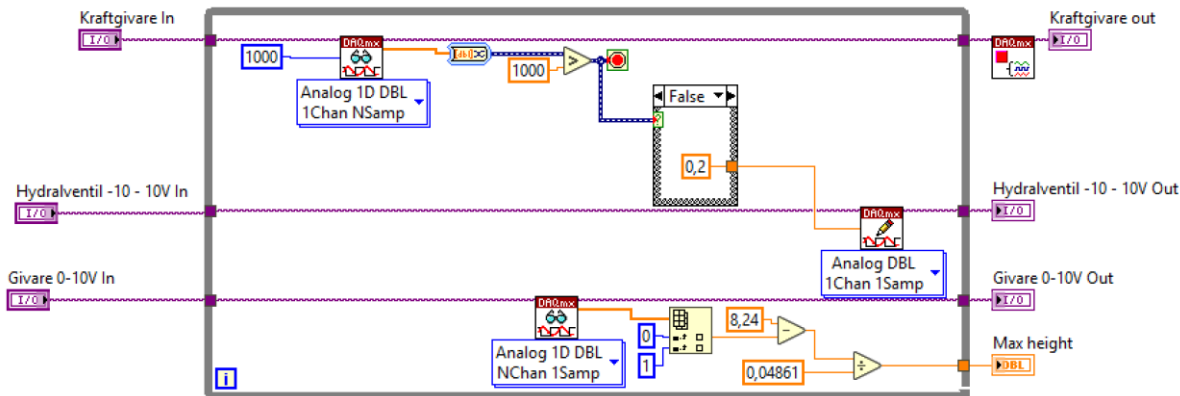 Kraftgivare In
I/O
Kraftgivare out
I/O
DAQmx
DAQmx
1000
[dbl]
1000
>
Analog 1D DBL
1Chan NSamp
False
?
0,2
Hydralventil -10 - 10V In
I/O
Hydralventil -10 - 10V Out
I/O
DAQmx
Analog DBL
1Chan 1Samp
Givare 0-10V In
I/O
Givare 0-10V Out
I/O
DAQmx
0
1
8,24
-
Analog 1D DBL
NChan 1Samp
0,04861
÷
Max height
DBL
i